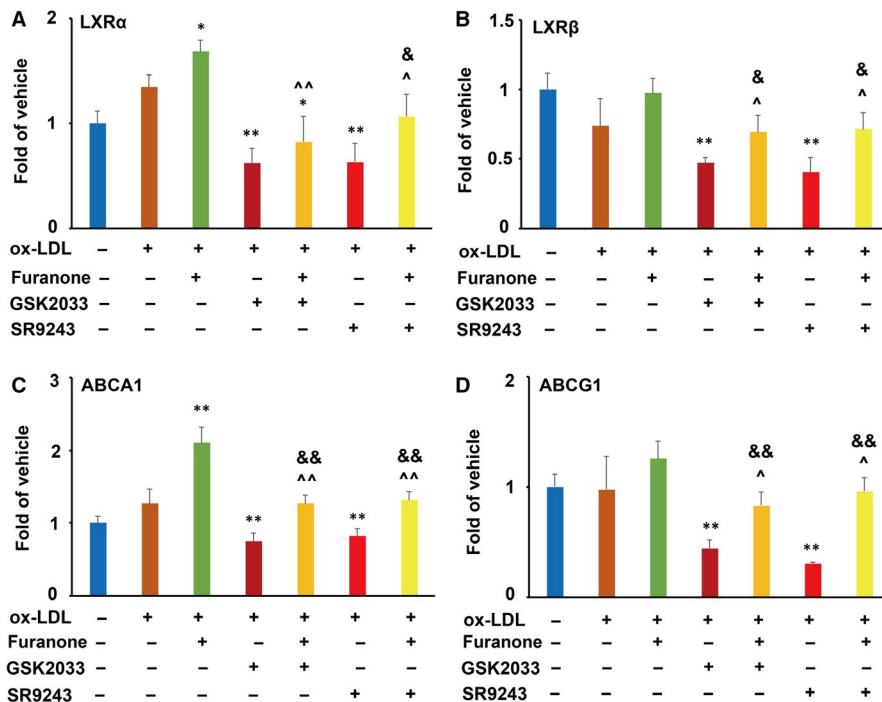 A
LXRα
2
1
0
Fold of vehicle
*
**
^^
*
**
&
^
ox-LDL – + + + + + +
Furanone – – + – + – +
GSK2033 – – – + + – –
SR9243 – – – – – + +
B
LXRβ
1.5
1
0.5
0
Fold of vehicle
**
&
^
**
&
^
ox-LDL – + + + + + +
Furanone – – + – + – +
GSK2033 – – – + + – –
SR9243 – – – – – + +
C
ABCA1
3
2
1
0
Fold of vehicle
**
**
&&
^^
**
&&
^^
ox-LDL – + + + + + +
Furanone – – + – + – +
GSK2033 – – – + + – –
SR9243 – – – – – + +
D
ABCG1
2
1
0
Fold of vehicle
**
&&
^
**
&&
^
ox-LDL – + + + + + +
Furanone – – + – + – +
GSK2033 – – – + + – –
SR9243 – – – – – + +